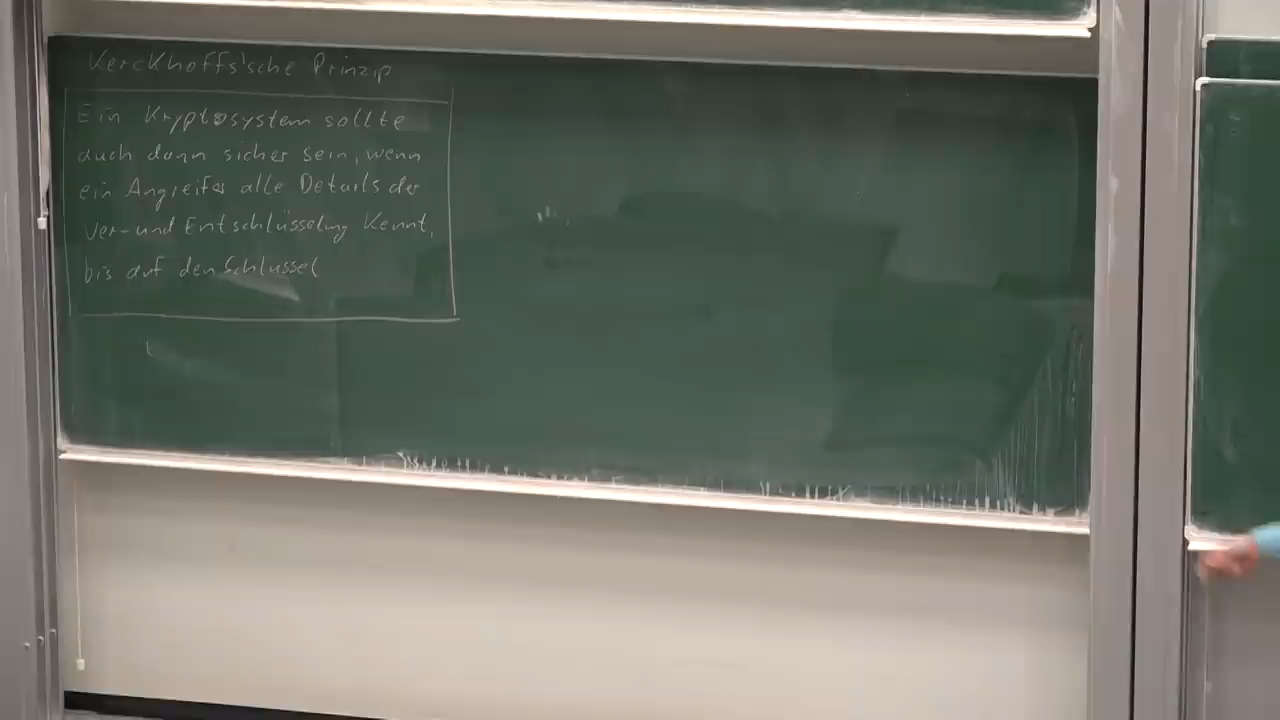 Kerckhoffs'sche Prinzip
Ein Kryptosystem sollte
auch dann sicher sein, wenn
ein Angreifer alle Details der
Ver- und Entschlüsselung kennt,
bis auf den Schlüssel